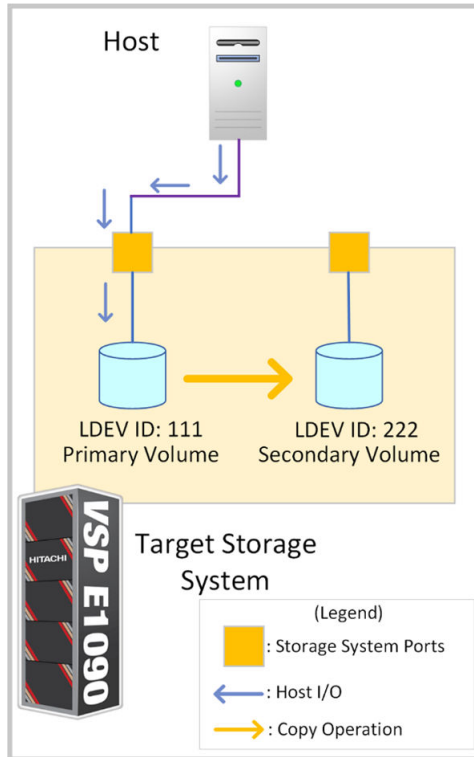 Host
LDEV ID: 111
Primary Volume
LDEV ID: 222
Secondary Volume
HITACHI
VSP E1090
Target Storage
System
(Legend)
: Storage System Ports
: Host I/O
: Copy Operation